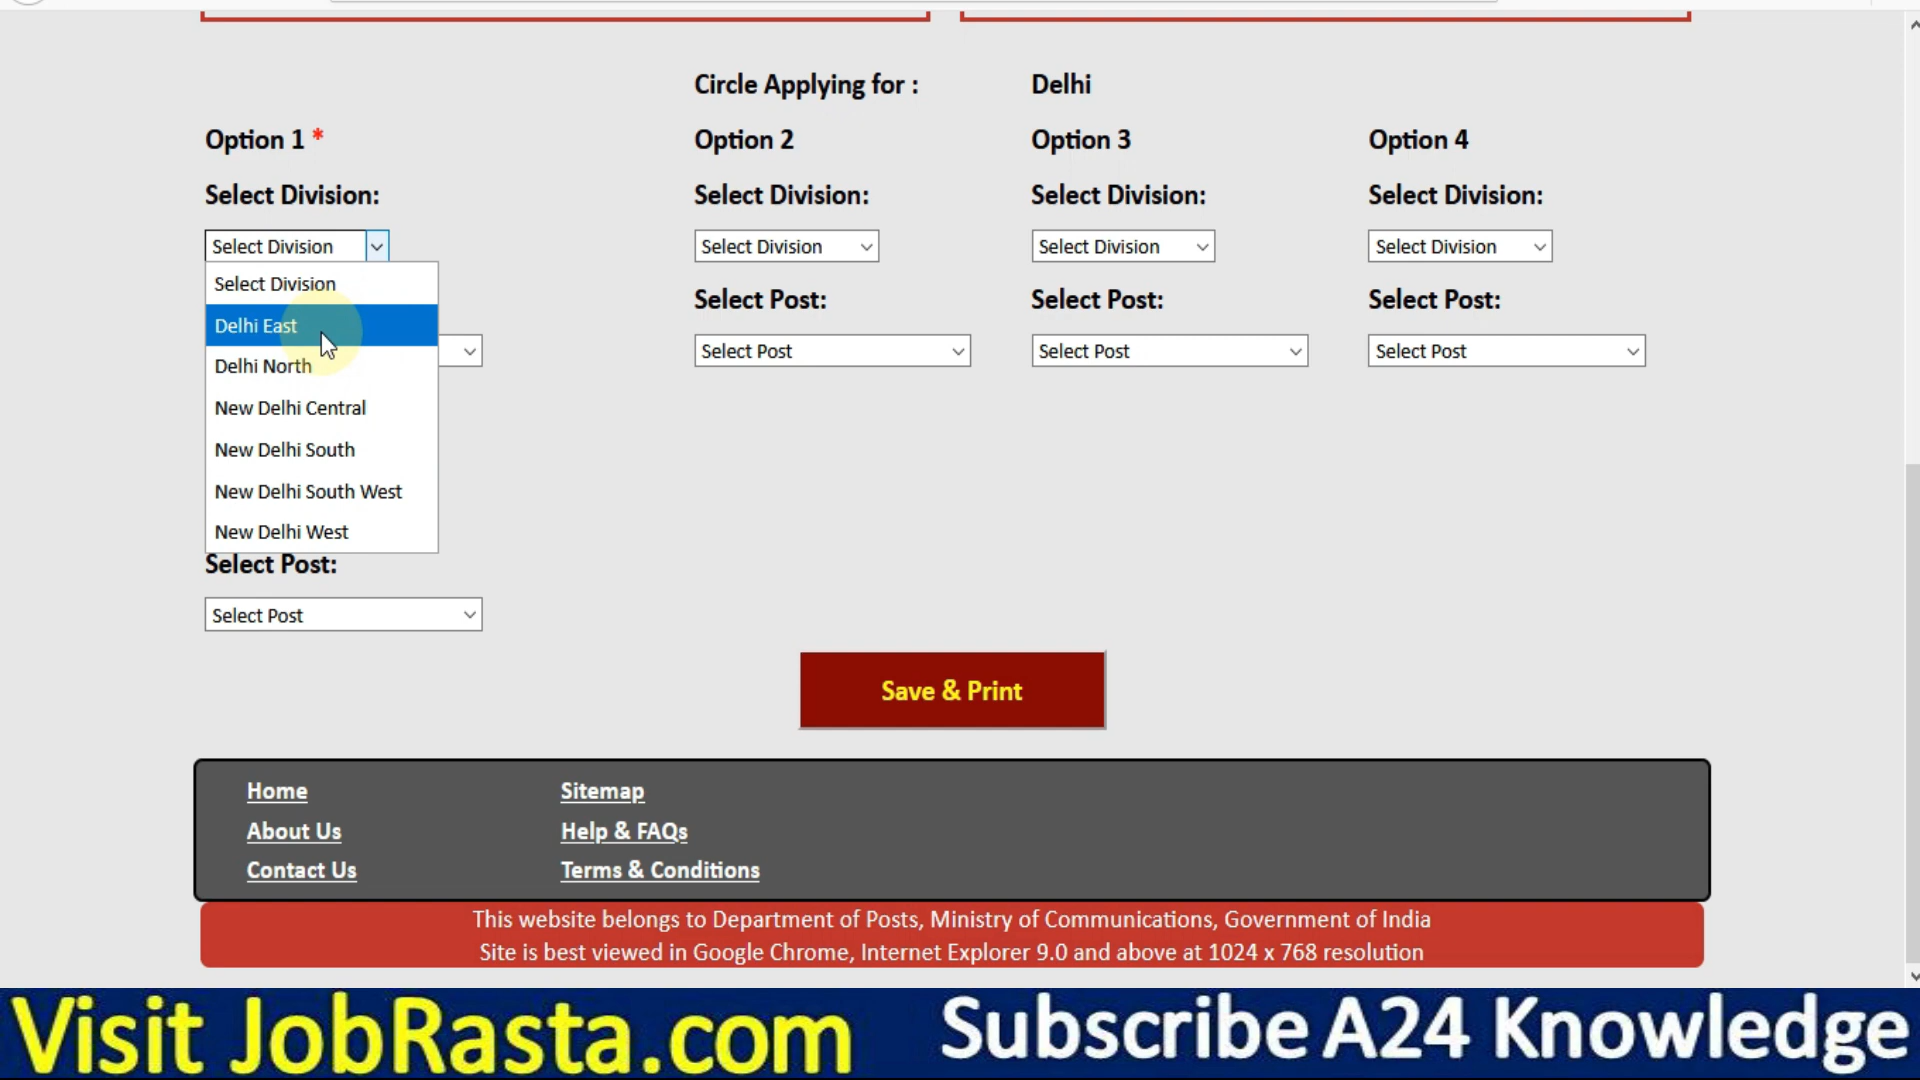 Circle Applying for : Delhi
Option 1 * Option 2 Option 3 Option 4
Select Division: Select Division: Select Division: Select Division:
Select Division Select Division Select Division Select Division
Select Division
Delhi East
Delhi North
New Delhi Central
New Delhi South
New Delhi South West
New Delhi West
Select Post: Select Post: Select Post:
Select Post Select Post Select Post
Select Post:
Select Post
Save & Print
Home Sitemap
About Us Help & FAQs
Contact Us Terms & Conditions
This website belongs to Department of Posts, Ministry of Communications, Government of India
Site is best viewed in Google Chrome, Internet Explorer 9.0 and above at 1024 x 768 resolution
Visit JobRasta.com Subscribe A24 Knowledge